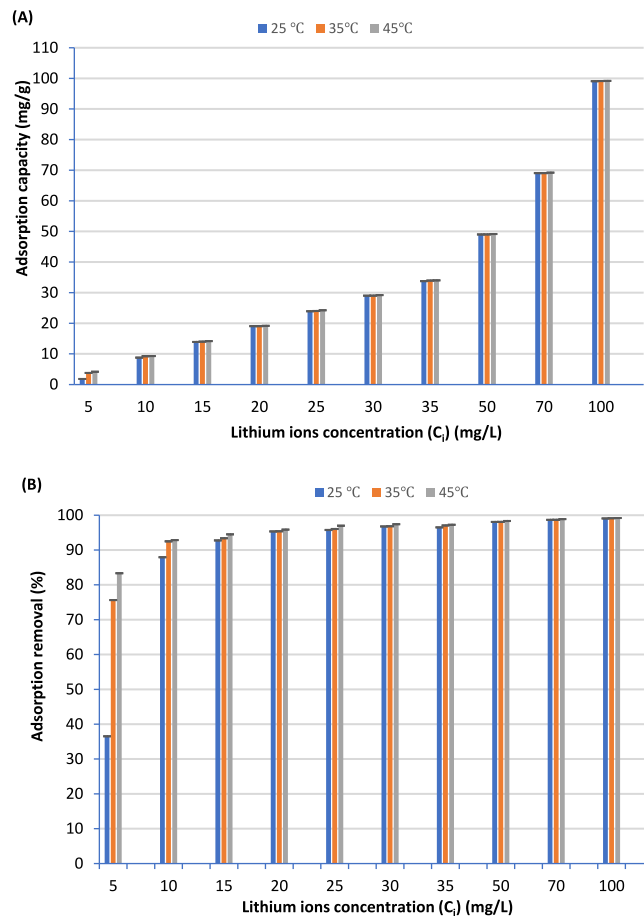 (A)
25 ℃ 35℃ 45℃
Adsorption capacity (mg/g)
110
100
90
80
70
60
50
40
30
20
10
0
5 10 15 20 25 30 35 50 70 100
Lithium ions concentration (Ci) (mg/L)
(B)
25 ℃ 35℃ 45℃
Adsorption removal (%)
100
90
80
70
60
50
40
30
20
10
0
5 10 15 20 25 30 35 50 70 100
Lithium ions concentration (Ci) (mg/L)